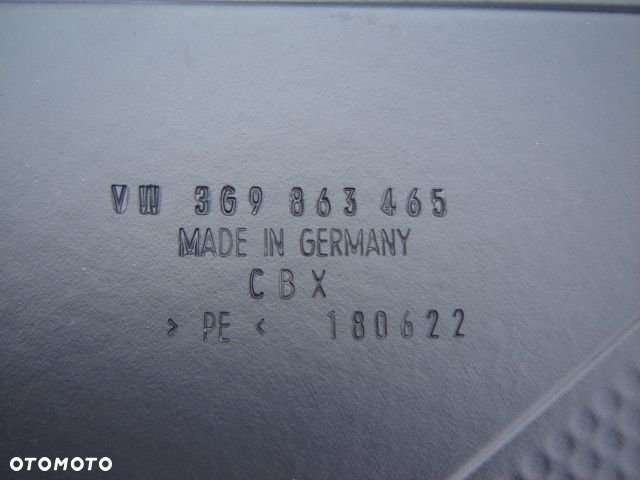 VW 3G9 863 465
MADE IN GERMANY
CBX
> PE < 180622
OTOMOTO